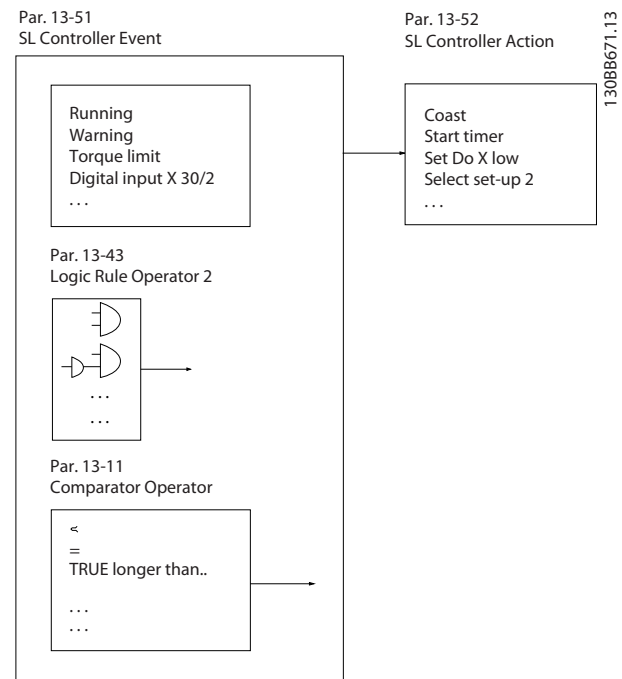 Par. 13-51
SL Controller Event
Par. 13-52
SL Controller Action
130BB671.13
Running
Warning
Torque limit
Digital input X 30/2
. . .
Coast
Start timer
Set Do X low
Select set-up 2
. . .
Par. 13-43
Logic Rule Operator 2
. . .
. . .
Par. 13-11
Comparator Operator
<
=
TRUE longer than..
. . .
. . .